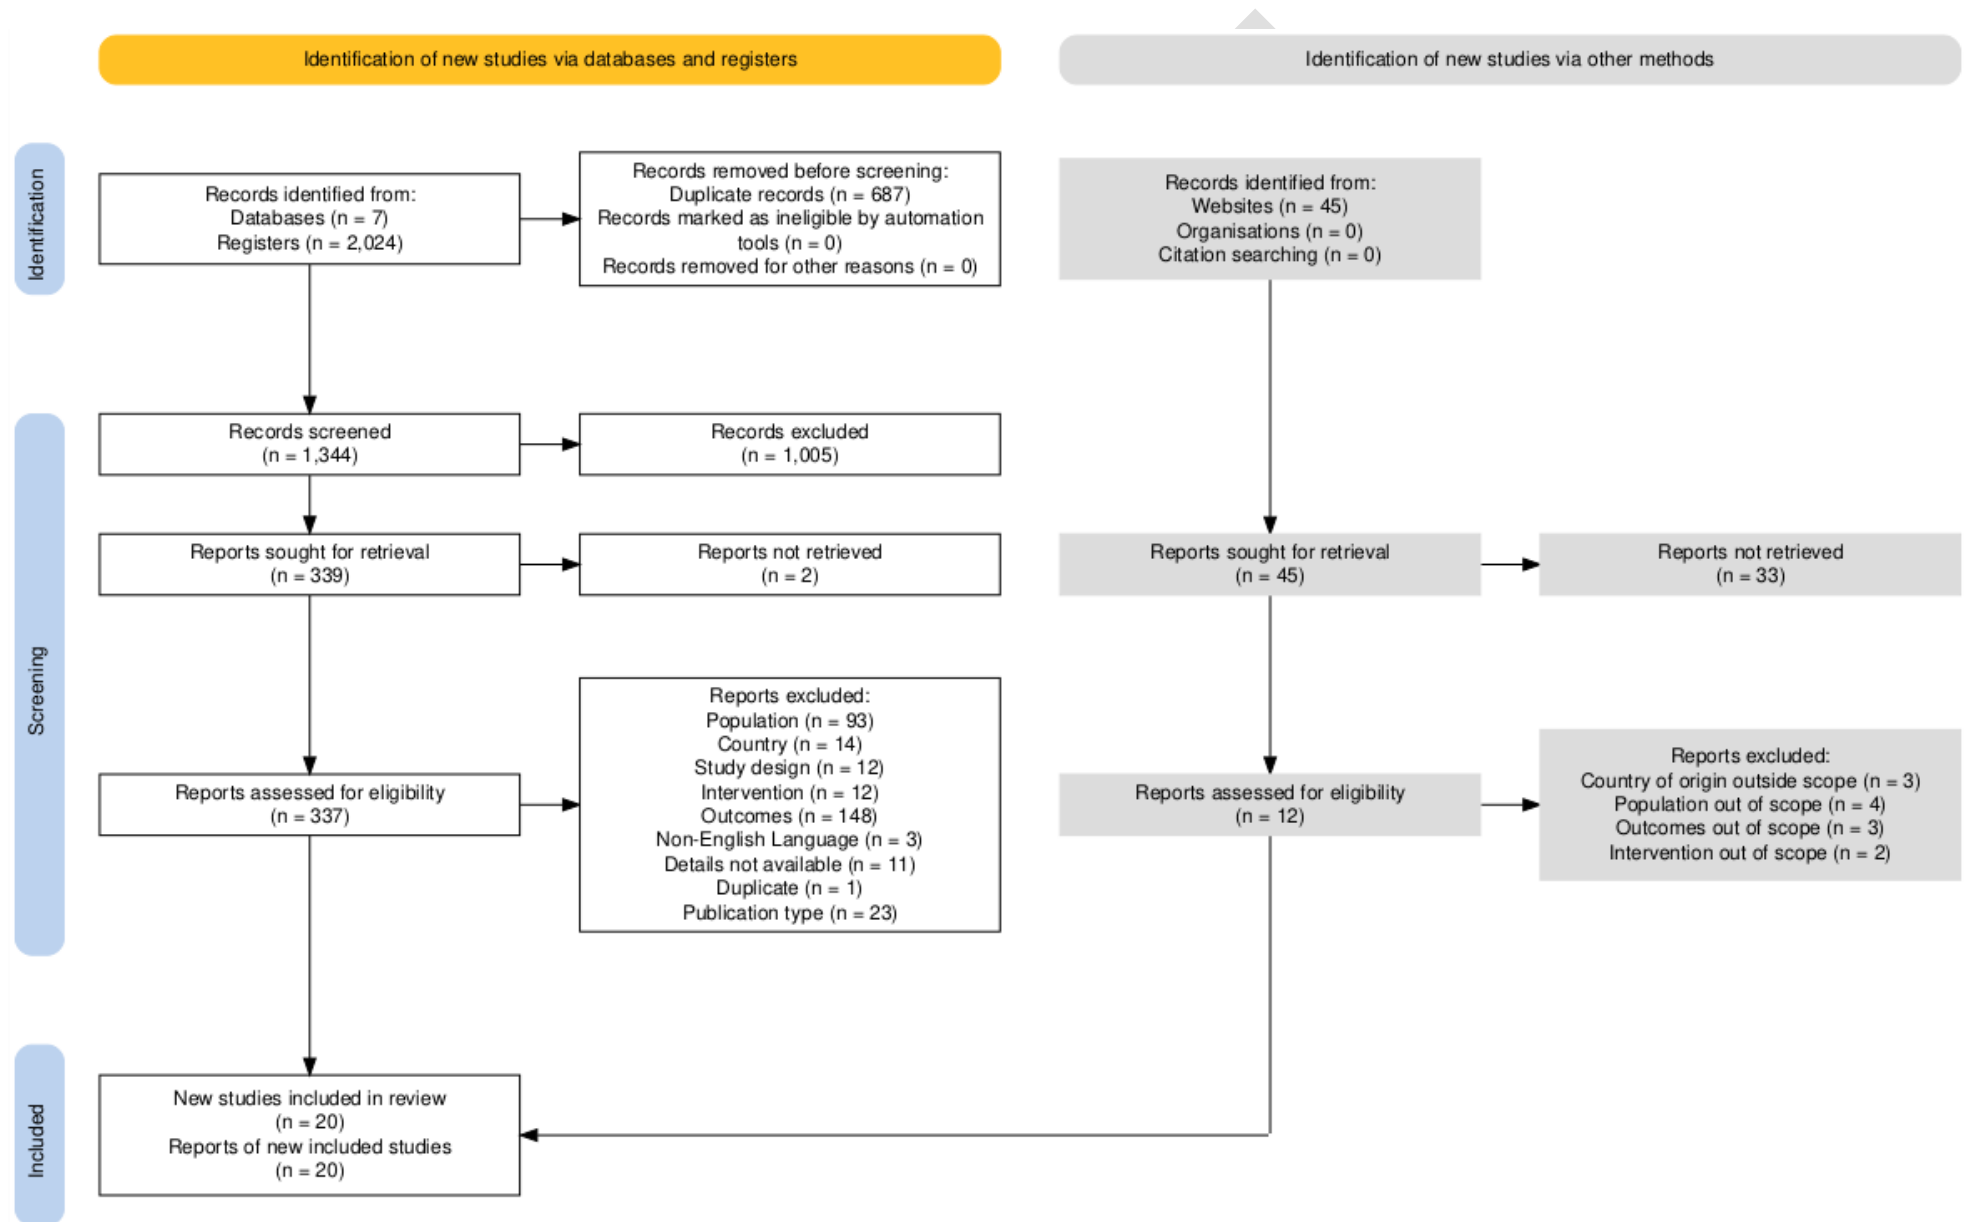 Identification of new studies via databases and registers
Identification of new studies via other methods
Identification
Records identified from:
Databases (n = 7)
Registers (n = 2,024)
Records removed before screening:
Duplicate records (n = 687)
Records marked as ineligible by automation
tools (n = 0)
Records removed for other reasons (n = 0)
Records identified from:
Websites (n = 45)
Organisations (n = 0)
Citation searching (n = 0)
Screening
Records screened
(n = 1,344)
Records excluded
(n = 1,005)
Reports sought for retrieval
(n = 339)
Reports not retrieved
(n = 2)
Reports sought for retrieval
(n = 45)
Reports not retrieved
(n = 33)
Reports assessed for eligibility
(n = 337)
Reports excluded:
Population (n = 93)
Country (n = 14)
Study design (n = 12)
Intervention (n = 12)
Outcomes (n = 148)
Non-English Language (n = 3)
Details not available (n = 11)
Duplicate (n = 1)
Publication type (n = 23)
Reports assessed for eligibility
(n = 12)
Reports excluded:
Country of origin outside scope (n = 3)
Population out of scope (n = 4)
Outcomes out of scope (n = 3)
Intervention out of scope (n = 2)
Included
New studies included in review
(n = 20)
Reports of new included studies
(n = 20)